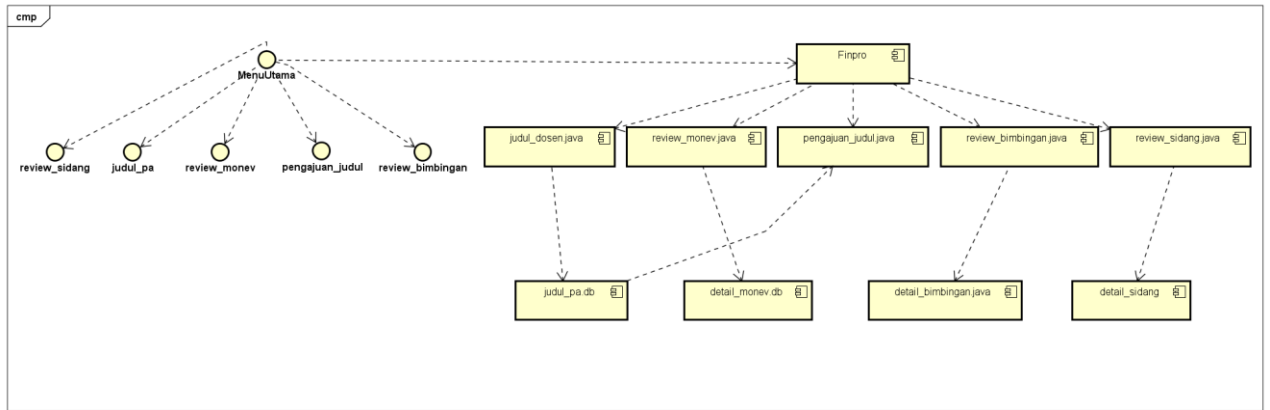 cmp
MenuUtama
Finpro
judul_dosen.java
review_monev.java
pengajuan_judul.java
review_bimbingan.java
review_sidang.java
review_sidang
judul_pa
review_monev
pengajuan_judul
review_bimbingan
judul_pa.db
detail_monev.db
detail_bimbingan.java
detail_sidang